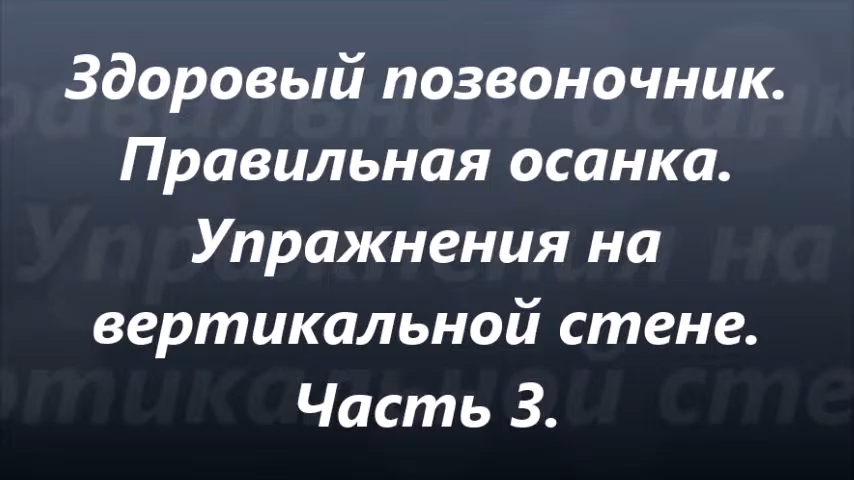 Здоровый позвоночник.
Правильная осанка.
Упражнения на
вертикальной стене.
Часть 3.